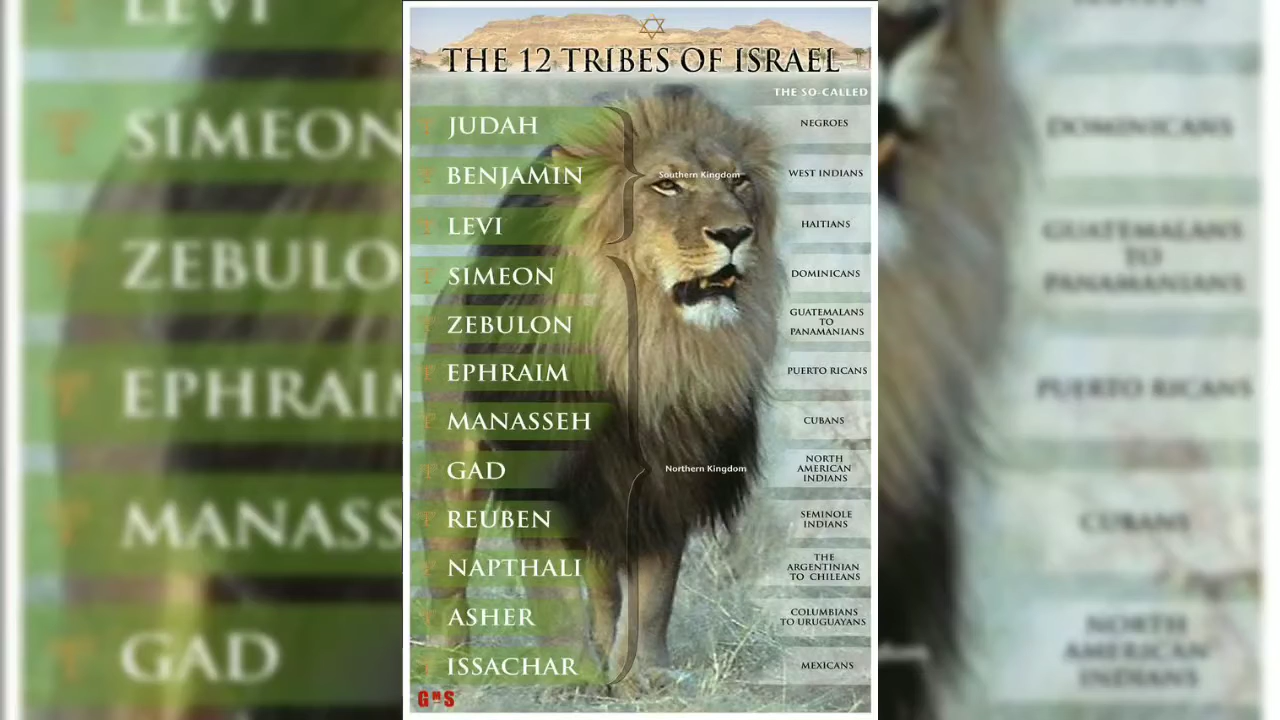 THE 12 TRIBES OF ISRAEL
THE SO-CALLED
JUDAH
NEGROES
BENJAMIN
Southern Kingdom
WEST INDIANS
LEVI
HAITIANS
SIMEON
DOMINICANS
ZEBULON
GUATEMALANS
TO
PANAMANIANS
EPHRAIM
PUERTO RICANS
MANASSEH
CUBANS
GAD
Northern Kingdom
NORTH
AMERICAN
INDIANS
REUBEN
SEMINOLE
INDIANS
NAPTHALI
THE
ARGENTINIAN
TO CHILEANS
ASHER
COLUMBIANS
TO URUGUAYANS
ISSACHAR
MEXICANS
GMS
LEVI
SIMEON
ZEBULO
EPHRAIM
MANASS
GAD
DOMINICANS
GUATEMALANS
TO
PANAMANIANS
PUERTO RICANS
CUBANS
NORTH
AMERICAN
INDIANS